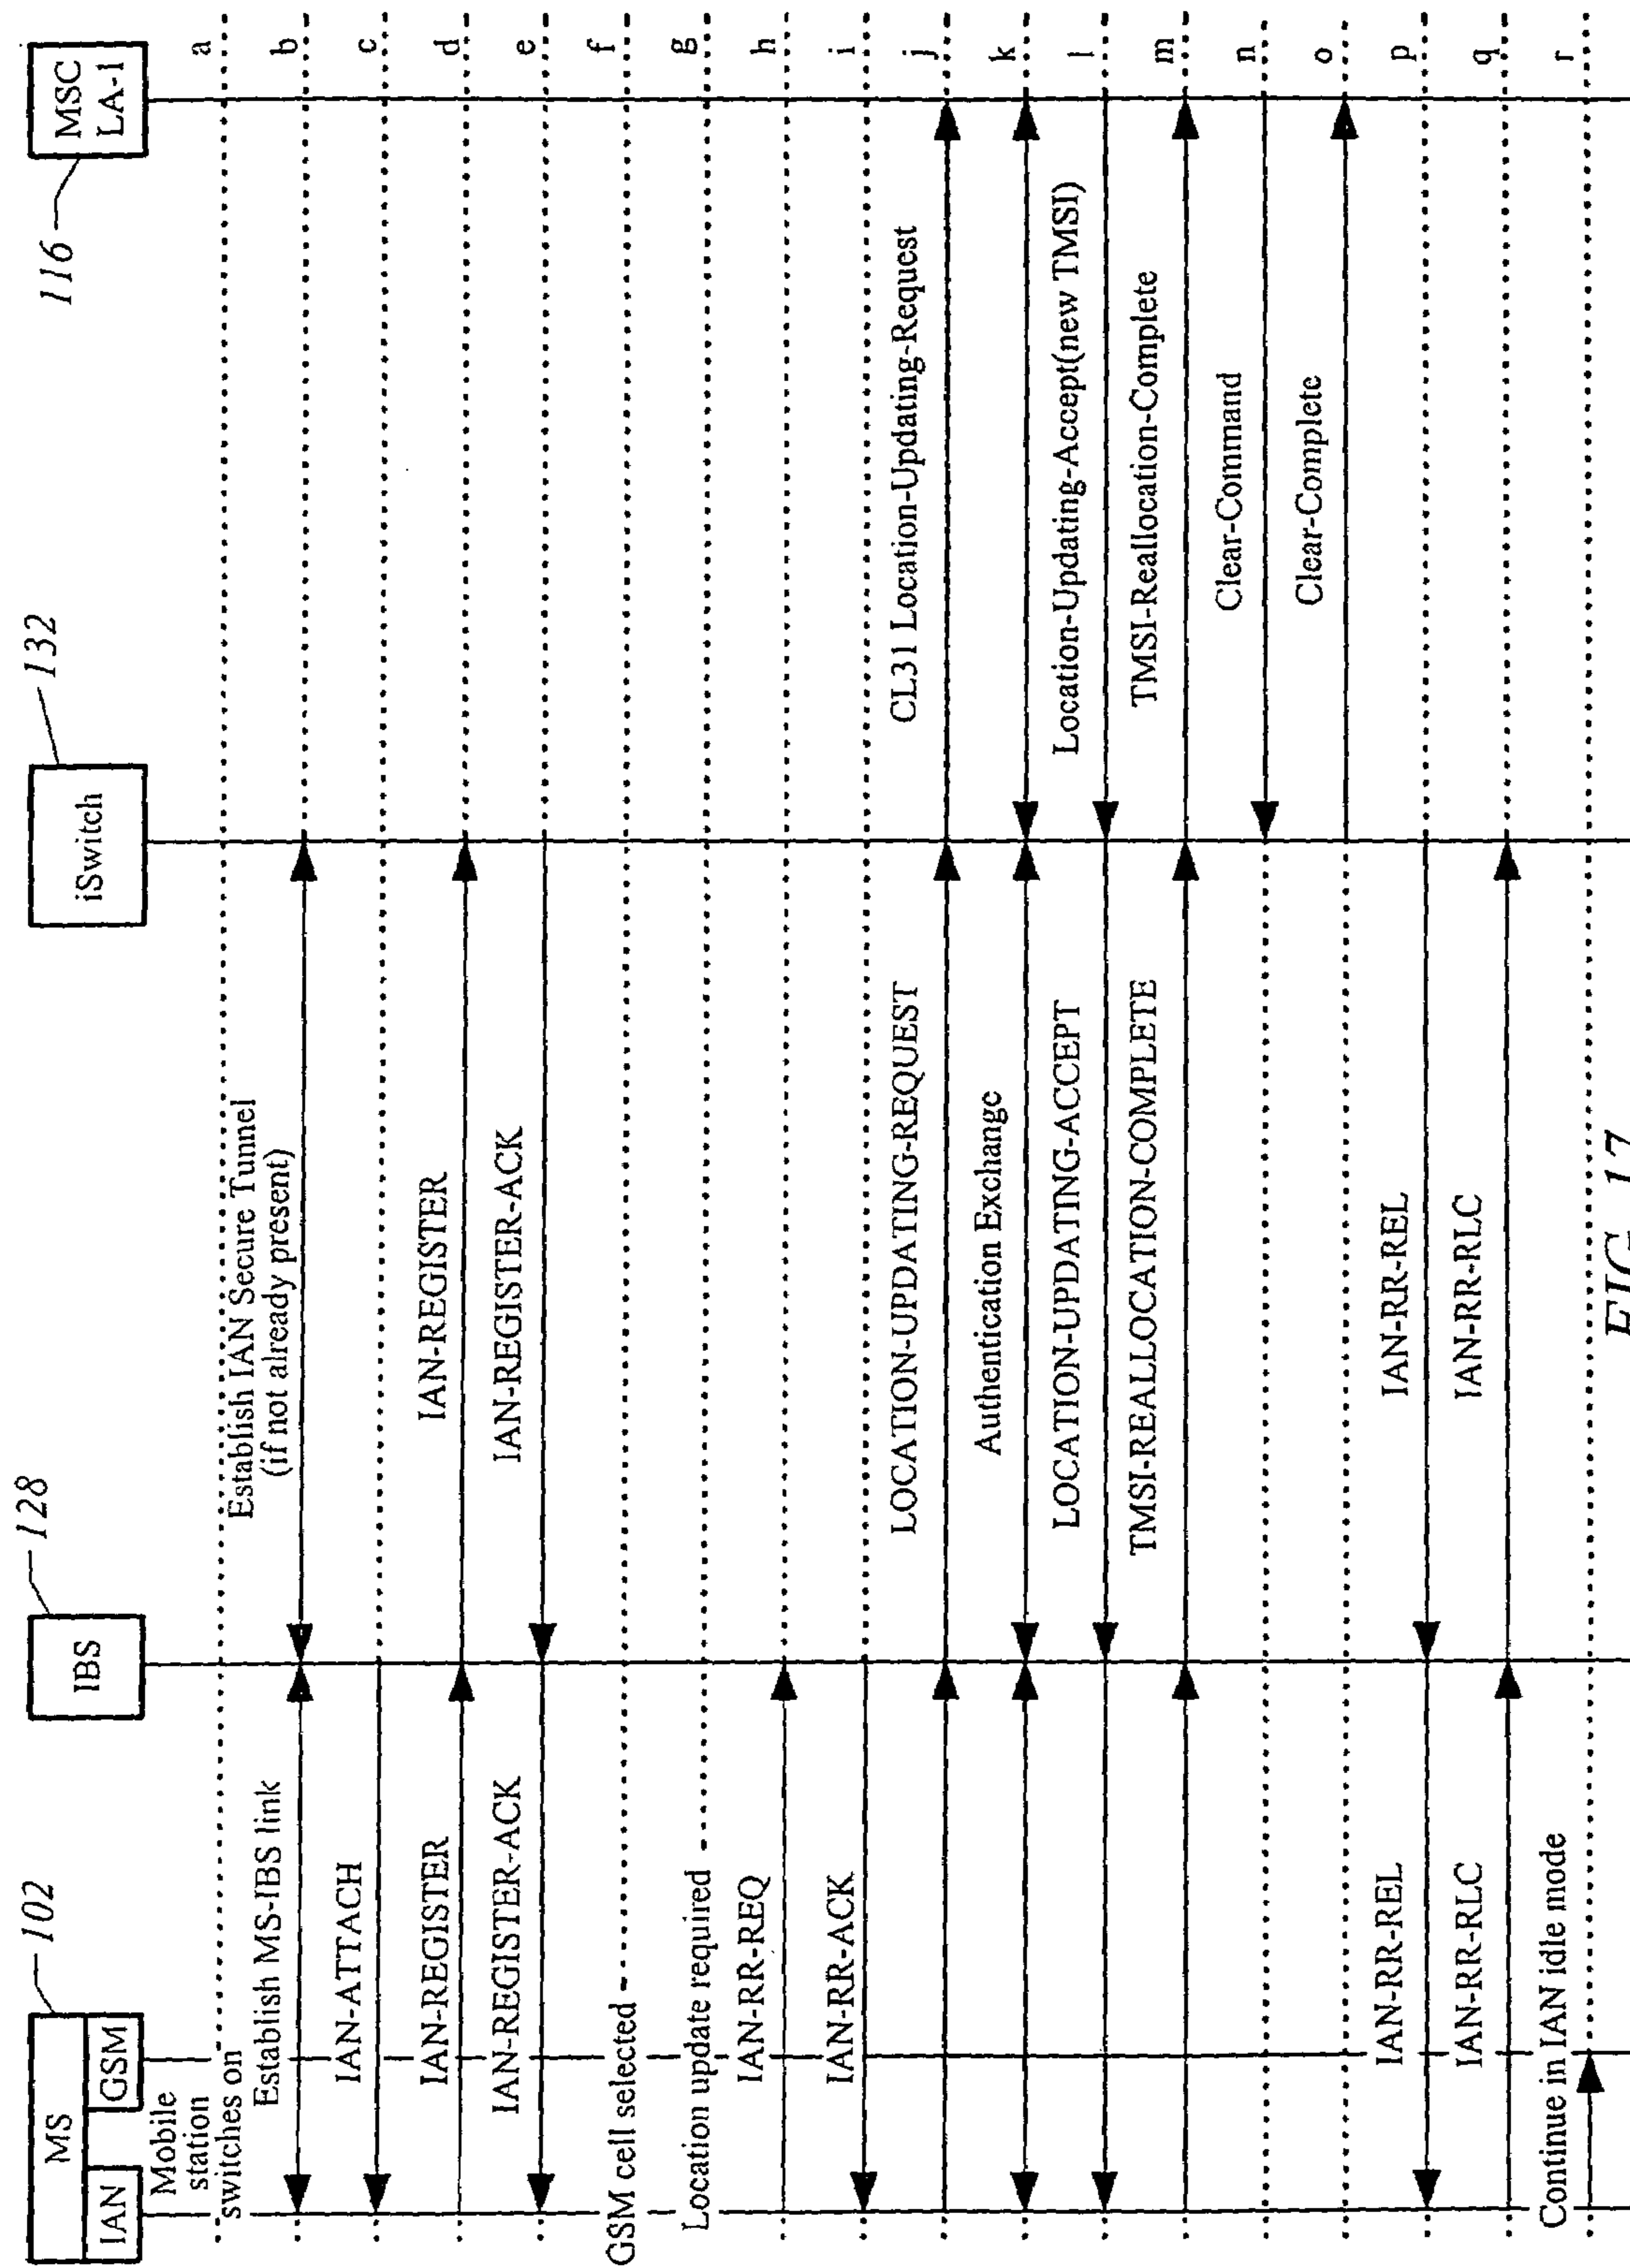 MS
IAN
GSM
102
IBS
128
iSwitch
132
MSC
LA-1
116
Mobile
station
switches on
a
Establish MS-IBS link
Establish IAN Secure Tunnel
(if not already present)
b
IAN-ATTACH
c
IAN-REGISTER
IAN-REGISTER
d
IAN-REGISTER-ACK
IAN-REGISTER-ACK
e
GSM cell selected
f
Location update required
g
IAN-RR-REQ
h
IAN-RR-ACK
i
LOCATION-UPDATING-REQUEST
CL31 Location-Updating-Request
j
Authentication Exchange
k
LOCATION-UPDATING-ACCEPT
Location-Updating-Accept(new TMSI)
l
TMSI-REALLOCATION-COMPLETE
TMSI-Reallocation-Complete
m
Clear-Command
n
Clear-Complete
o
IAN-RR-REL
IAN-RR-REL
p
IAN-RR-RLC
IAN-RR-RLC
q
Continue in IAN idle mode
r
FIG. 17